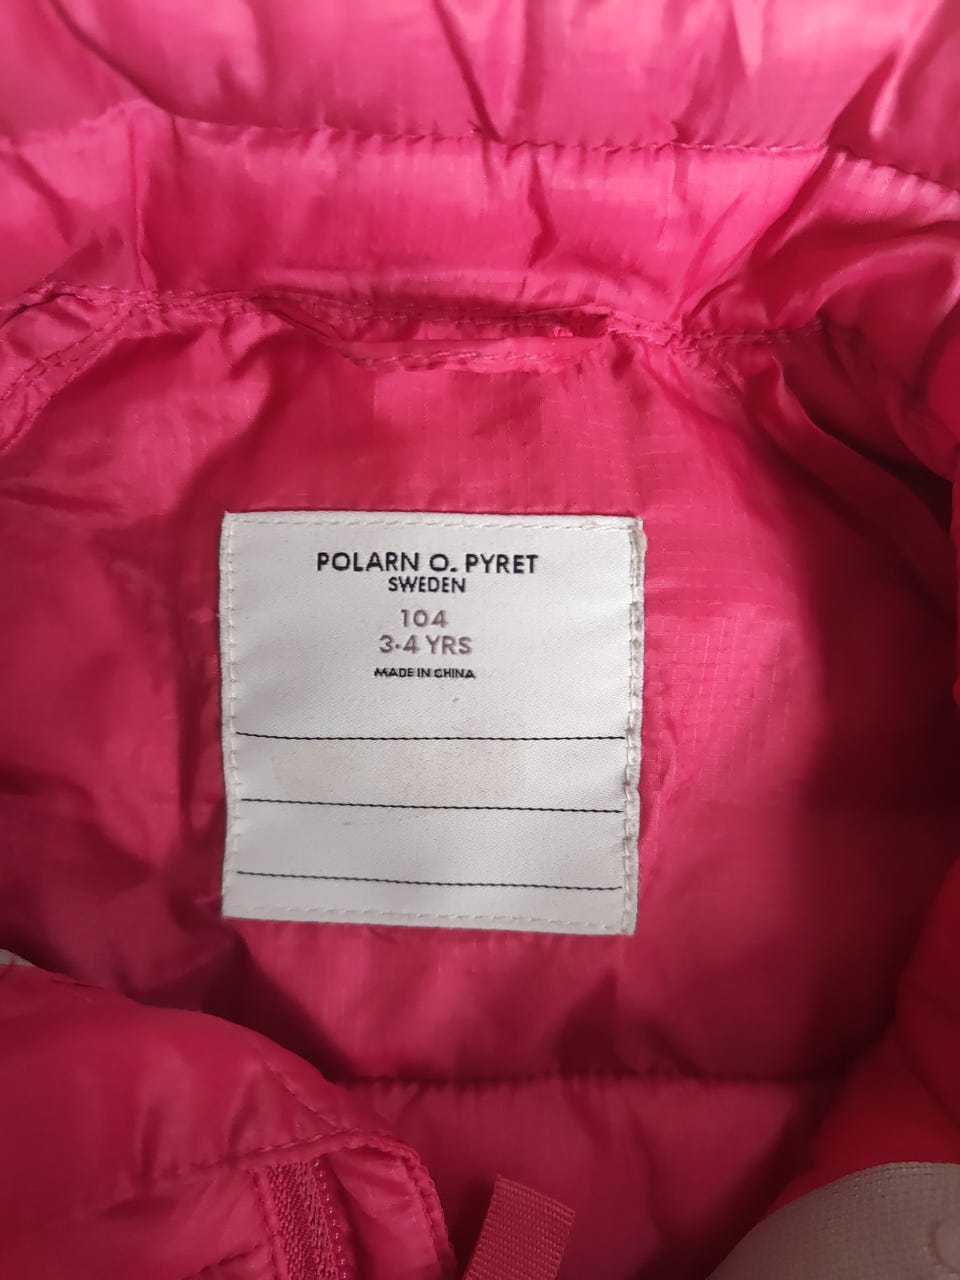 POLARN O. PYRET
SWEDEN
104
3-4 YRS
MADE IN CHINA